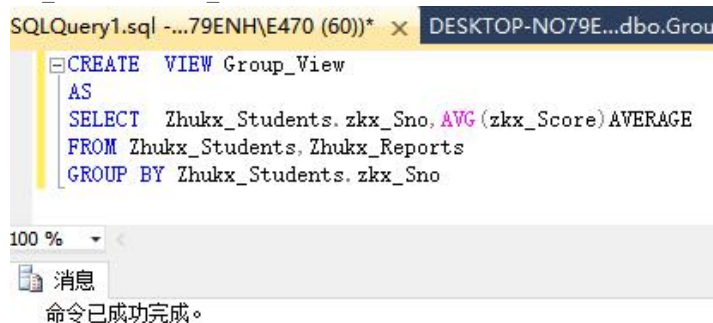 SQLQuery1.sql -...79ENH\E470 (60))* × DESKTOP-NO79E...dbo.Grou
CREATE VIEW Group_View
AS
SELECT Zhukx_Students.zkx_Sno,AVG(zkx_Score)AVERAGE
FROM Zhukx_Students,Zhukx_Reports
GROUP BY Zhukx_Students.zkx_Sno
100 %
消息
命令已成功完成。